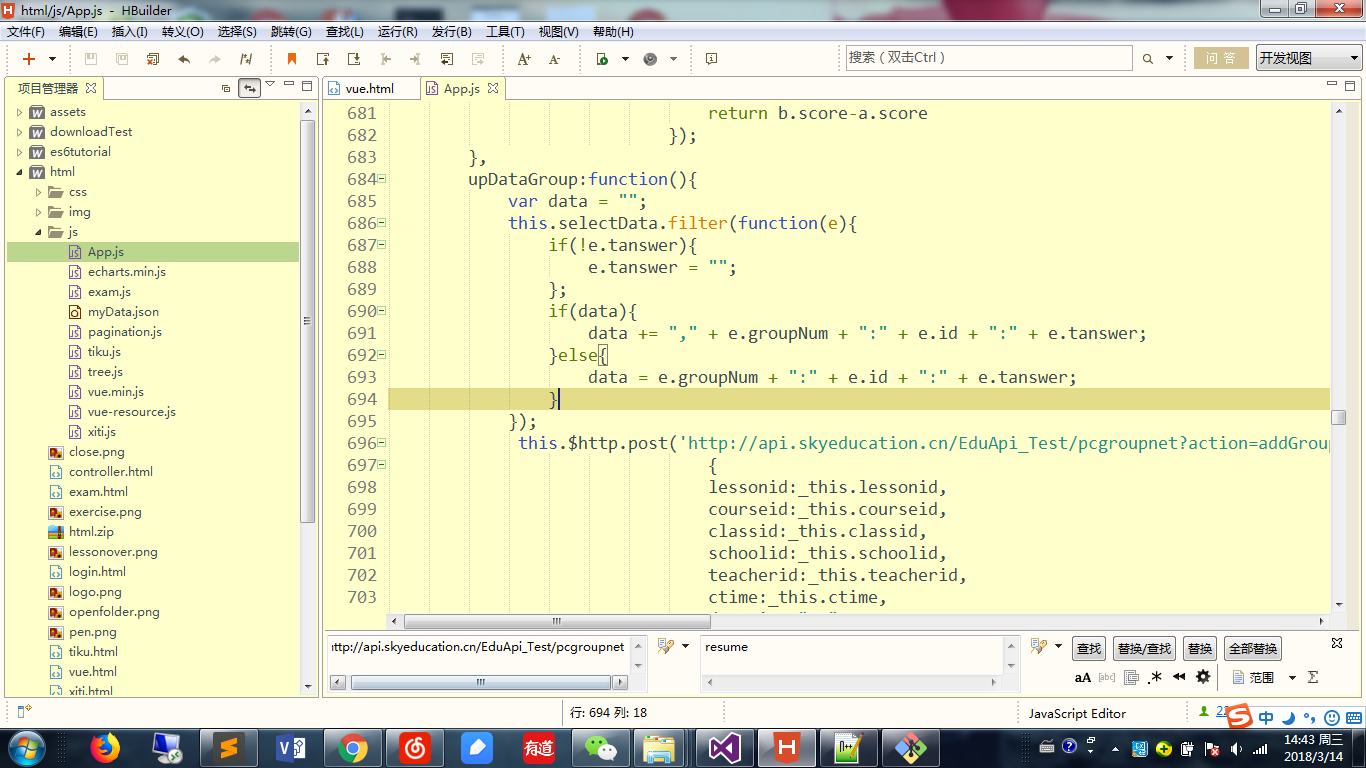 html/js/App.js - HBuilder
文件(F) 编辑(E) 插入(I) 转义(O) 选择(S) 跳转(G) 查找(L) 运行(R) 发行(B) 工具(T) 视图(V) 帮助(H)
搜索（双击Ctrl） 问 答 开发视图
项目管理器 vue.html App.js
assets
downloadTest
es6tutorial
html
css
img
js
App.js
echarts.min.js
exam.js
myData.json
pagination.js
tiku.js
tree.js
vue.min.js
vue-resource.js
xiti.js
close.png
controller.html
exam.html
exercise.png
html.zip
lessonover.png
login.html
logo.png
openfolder.png
pen.png
tiku.html
vue.html
xiti.html
681 return b.score-a.score
682 });
683 },
684 upDataGroup:function(){
685 var data = "";
686 this.selectData.filter(function(e){
687 if(!e.tanswer){
688 e.tanswer = "";
689 };
690 if(data){
691 data += "," + e.groupNum + ":" + e.id + ":" + e.tanswer;
692 }else{
693 data = e.groupNum + ":" + e.id + ":" + e.tanswer;
694 }
695 });
696 this.$http.post('http://api.skyeducation.cn/EduApi_Test/pcgroupnet?action=addGrou
697 {
698 lessonid:_this.lessonid,
699 courseid:_this.courseid,
700 classid:_this.classid,
701 schoolid:_this.schoolid,
702 teacherid:_this.teacherid,
703 ctime:_this.ctime,
ttp://api.skyeducation.cn/EduApi_Test/pcgroupnet resume 查找 替换/查找 替换 全部替换
aA [abc] .* 范围 Σ
行: 694 列: 18 JavaScript Editor 中
有道 14:43 周三
2018/3/14